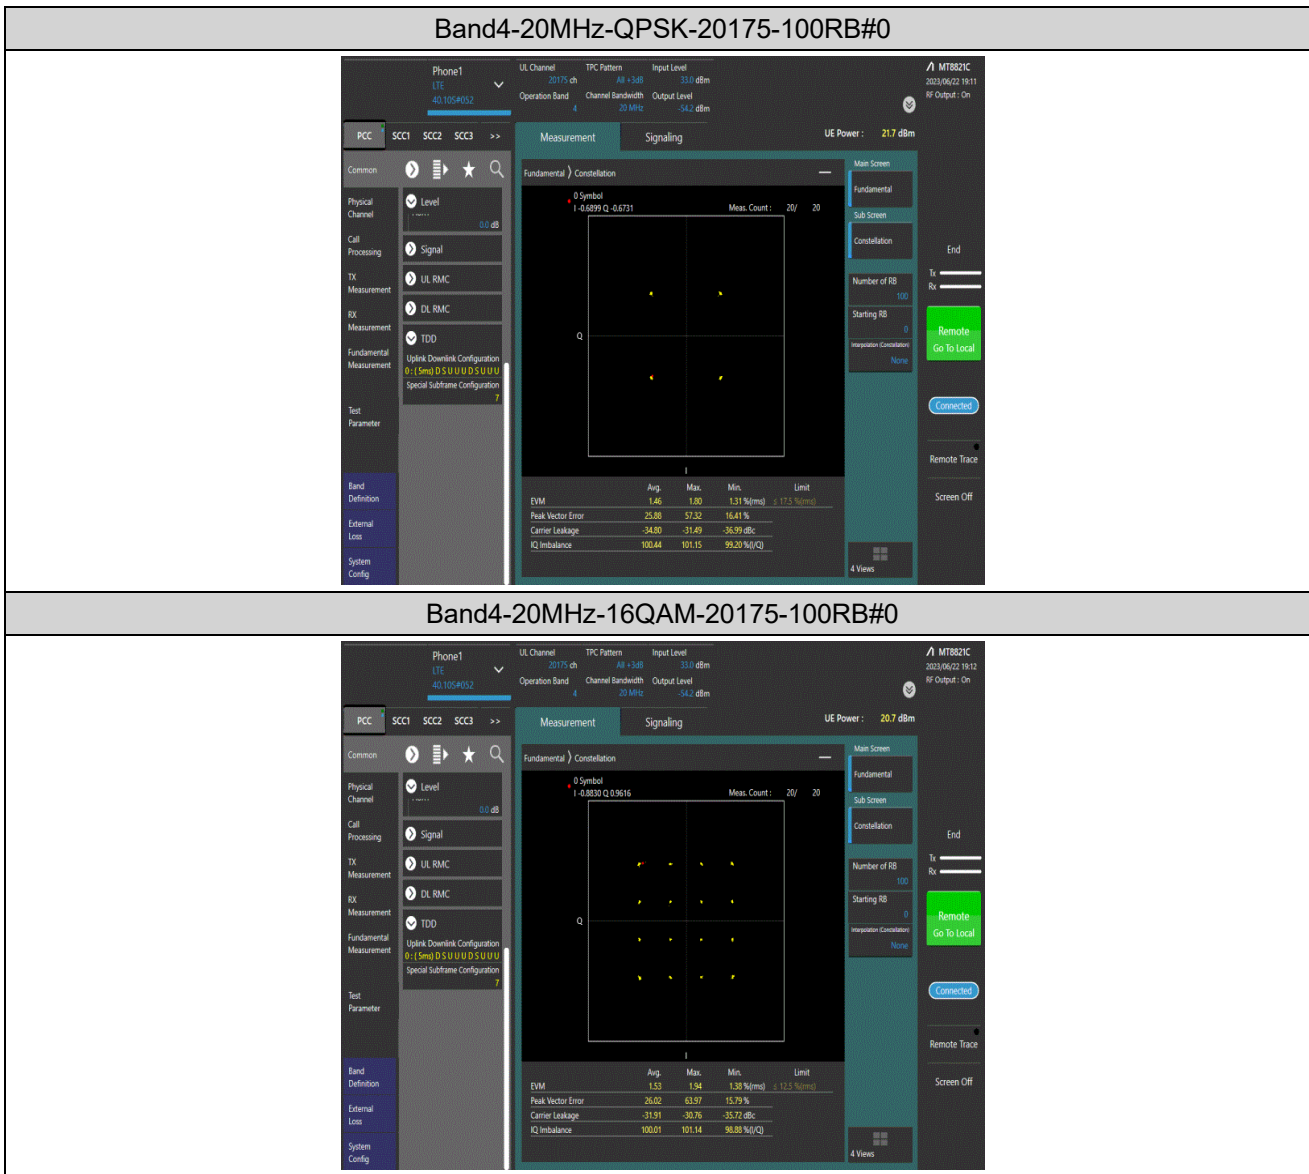 Band4-20MHz-QPSK-20175-100RB#0
Phone1
LTE
40.105#052
UL Channel TPC Pattern Input Level
20175 ch All +3dB 33.0 dBm
Operation Band Channel Bandwidth Output Level
4 20 MHz -54.2 dBm
MT8821C
2023/06/22 19:11
RF Output : On
PCC SCC1 SCC2 SCC3 >>
Measurement Signaling
UE Power : 21.7 dBm
Common
Physical Channel
Call Processing
TX Measurement
RX Measurement
Fundamental Measurement
Test Parameter
Band Definition
External Loss
System Config
Level
0.0 dB
Signal
UL RMC
DL RMC
TDD
Uplink Downlink Configuration
0 : ( 5ms) D S U U U D S U U U
Special Subframe Configuration
7
Fundamental ⟩ Constellation
0 Symbol
I -0.6899 Q -0.6731 Meas. Count : 20/ 20
Q
I
Avg. Max. Min. Limit
EVM 1.46 1.80 1.31 %(rms) ≤ 17.5 %(rms)
Peak Vector Error 25.88 57.32 16.41 %
Carrier Leakage -34.80 -31.49 -36.99 dBc
IQ Imbalance 100.44 101.15 99.20 %(I/Q)
Main Screen
Fundamental
Sub Screen
Constellation
Number of RB
100
Starting RB
0
Interpolation (Constellation)
None
4 Views
End
Tx
Rx
Remote
Go To Local
Connected
Remote Trace
Screen Off
Band4-20MHz-16QAM-20175-100RB#0
Phone1
LTE
40.105#052
UL Channel TPC Pattern Input Level
20175 ch All +3dB 33.0 dBm
Operation Band Channel Bandwidth Output Level
4 20 MHz -54.2 dBm
MT8821C
2023/06/22 19:12
RF Output : On
PCC SCC1 SCC2 SCC3 >>
Measurement Signaling
UE Power : 20.7 dBm
Common
Physical Channel
Call Processing
TX Measurement
RX Measurement
Fundamental Measurement
Test Parameter
Band Definition
External Loss
System Config
Level
0.0 dB
Signal
UL RMC
DL RMC
TDD
Uplink Downlink Configuration
0 : ( 5ms) D S U U U D S U U U
Special Subframe Configuration
7
Fundamental ⟩ Constellation
0 Symbol
I -0.8830 Q 0.9616 Meas. Count : 20/ 20
Q
I
Avg. Max. Min. Limit
EVM 1.53 1.94 1.38 %(rms) ≤ 12.5 %(rms)
Peak Vector Error 26.02 63.97 15.79 %
Carrier Leakage -31.91 -30.76 -35.72 dBc
IQ Imbalance 100.01 101.14 98.88 %(I/Q)
Main Screen
Fundamental
Sub Screen
Constellation
Number of RB
100
Starting RB
0
Interpolation (Constellation)
None
4 Views
End
Tx
Rx
Remote
Go To Local
Connected
Remote Trace
Screen Off